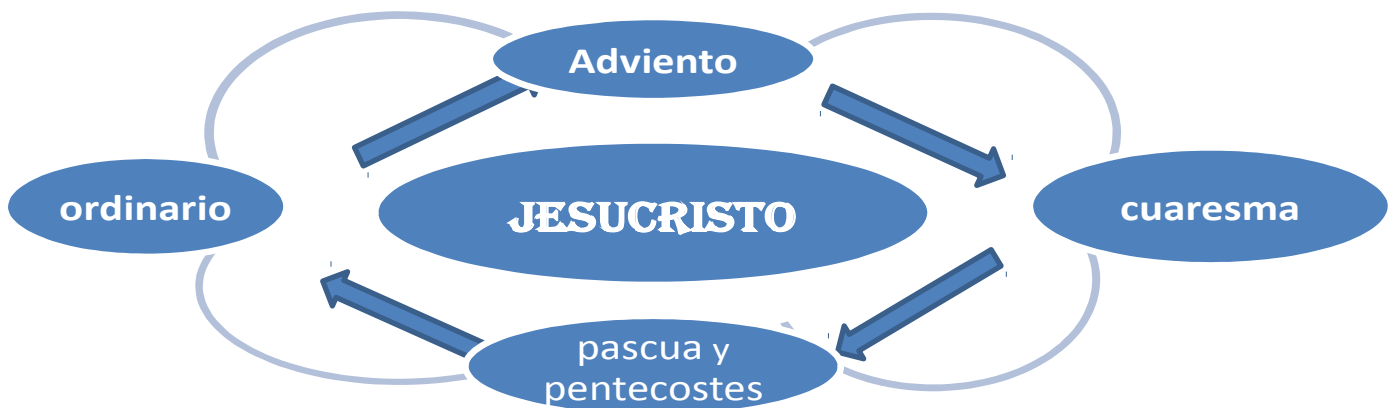 Adviento
ordinario
JESUCRISTO
cuaresma
pascua y
pentecostes